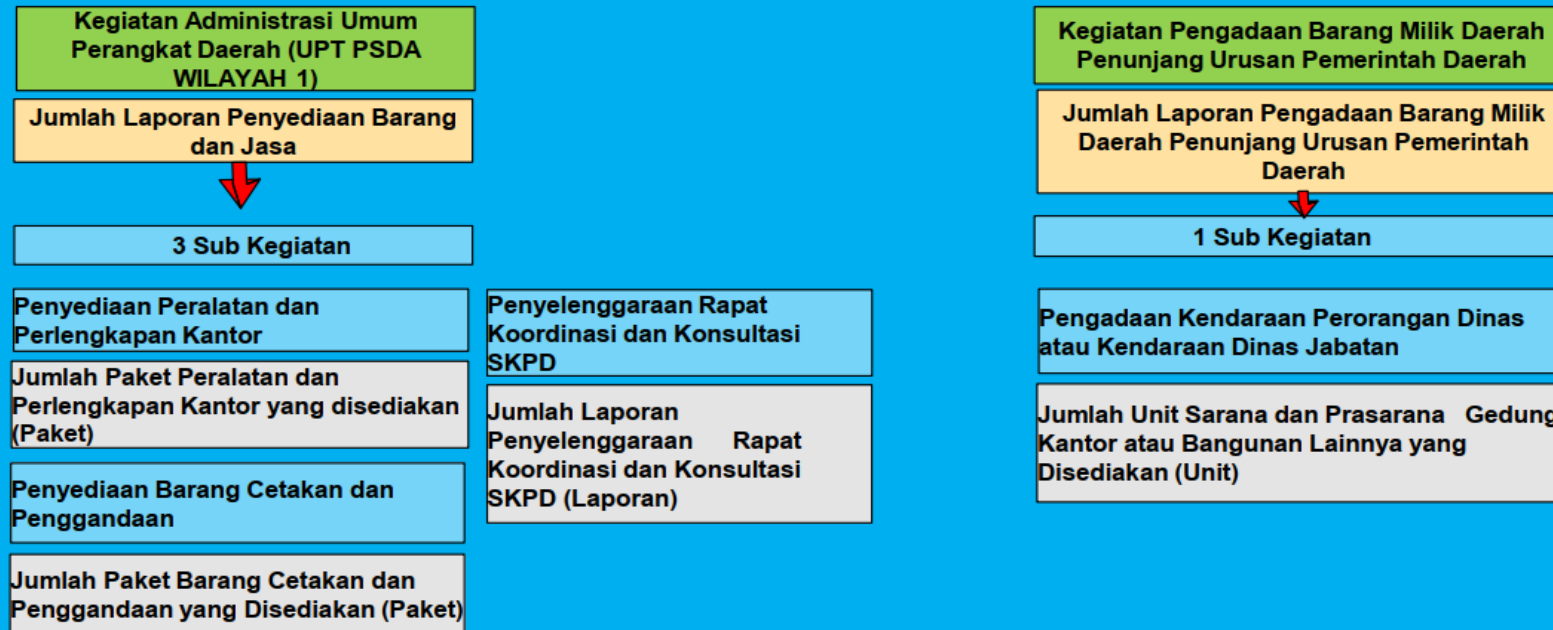 Kegiatan Administrasi Umum
Perangkat Daerah (UPT PSDA
WILAYAH 1)
Jumlah Laporan Penyediaan Barang
dan Jasa
3 Sub Kegiatan
Penyediaan Peralatan dan
Perlengkapan Kantor
Jumlah Paket Peralatan dan
Perlengkapan Kantor yang disediakan
(Paket)
Penyediaan Barang Cetakan dan
Penggandaan
Jumlah Paket Barang Cetakan dan
Penggandaan yang Disediakan (Paket)
Penyelenggaraan Rapat
Koordinasi dan Konsultasi
SKPD
Jumlah Laporan
Penyelenggaraan Rapat
Koordinasi dan Konsultasi
SKPD (Laporan)
Kegiatan Pengadaan Barang Milik Daerah
Penunjang Urusan Pemerintah Daerah
Jumlah Laporan Pengadaan Barang Milik
Daerah Penunjang Urusan Pemerintah
Daerah
1 Sub Kegiatan
Pengadaan Kendaraan Perorangan Dinas
atau Kendaraan Dinas Jabatan
Jumlah Unit Sarana dan Prasarana Gedung
Kantor atau Bangunan Lainnya yang
Disediakan (Unit)